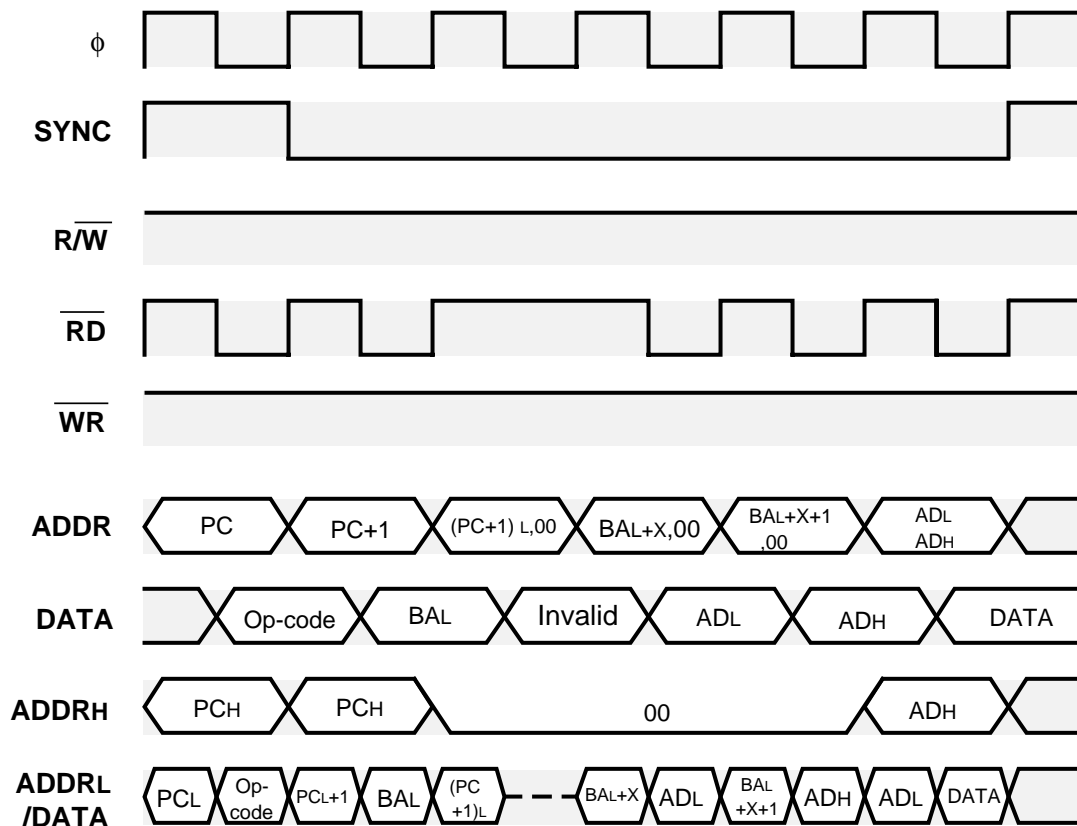 ϕ
SYNC
R/W
RD
WR
ADDR
PC
PC+1
(PC+1) L,00
BAL+X,00
BAL+X+1
,00
ADL
ADH
DATA
Op-code
BAL
Invalid
ADL
ADH
DATA
ADDRH
PCH
PCH
00
ADH
ADDRL
/DATA
PCL
Op-
code
PCL+1
BAL
(PC
+1)L
BAL+X
ADL
BAL
+X+1
ADH
ADL
DATA